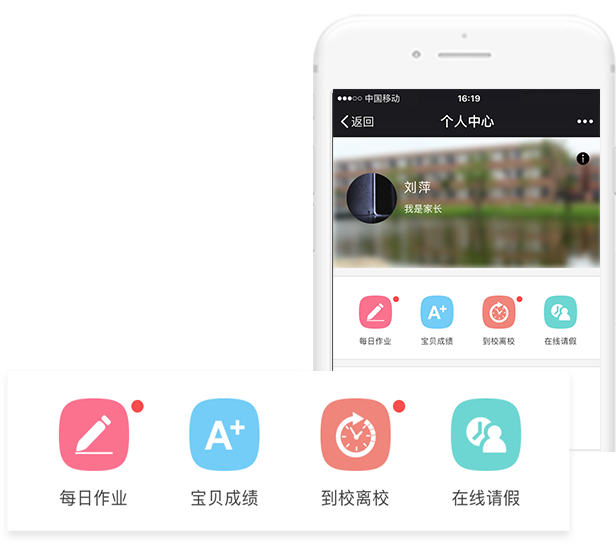 ●●●○○ 中国移动 16:19
返回 个人中心
刘萍
我是家长
每日作业 宝贝成绩 到校离校 在线请假
每日作业 宝贝成绩 到校离校 在线请假